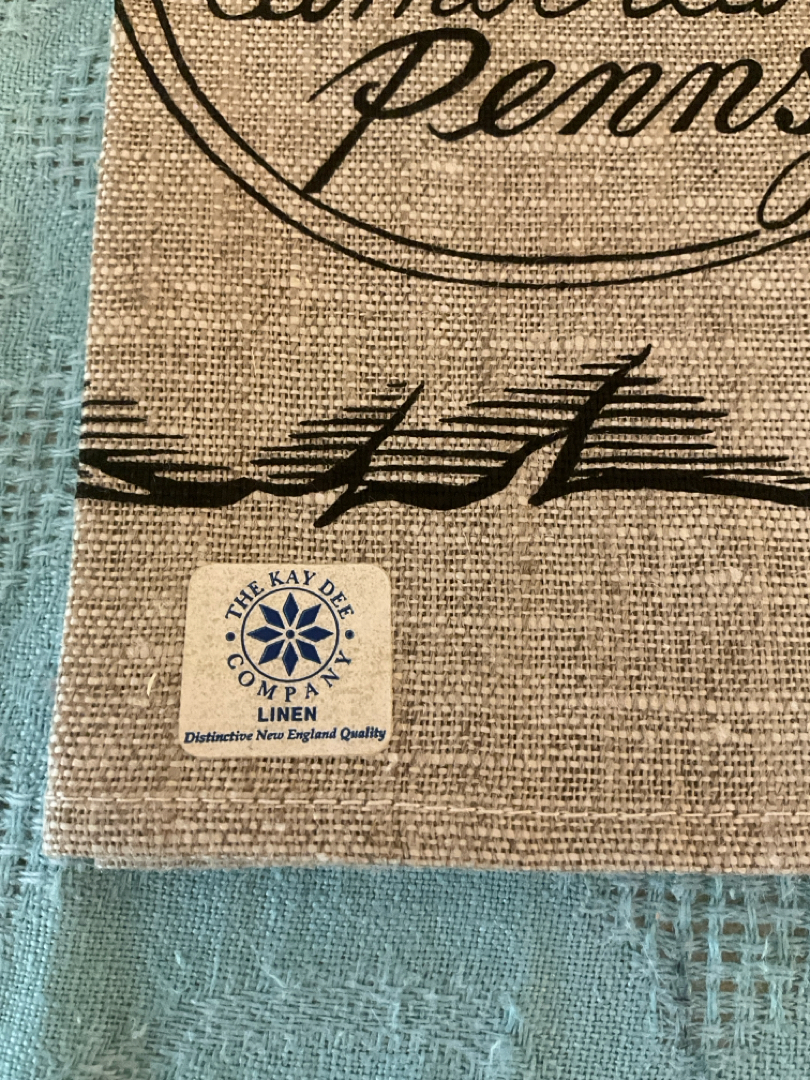 Penns
THE KAY DEE
COMPANY
LINEN
Distinctive New England Quality